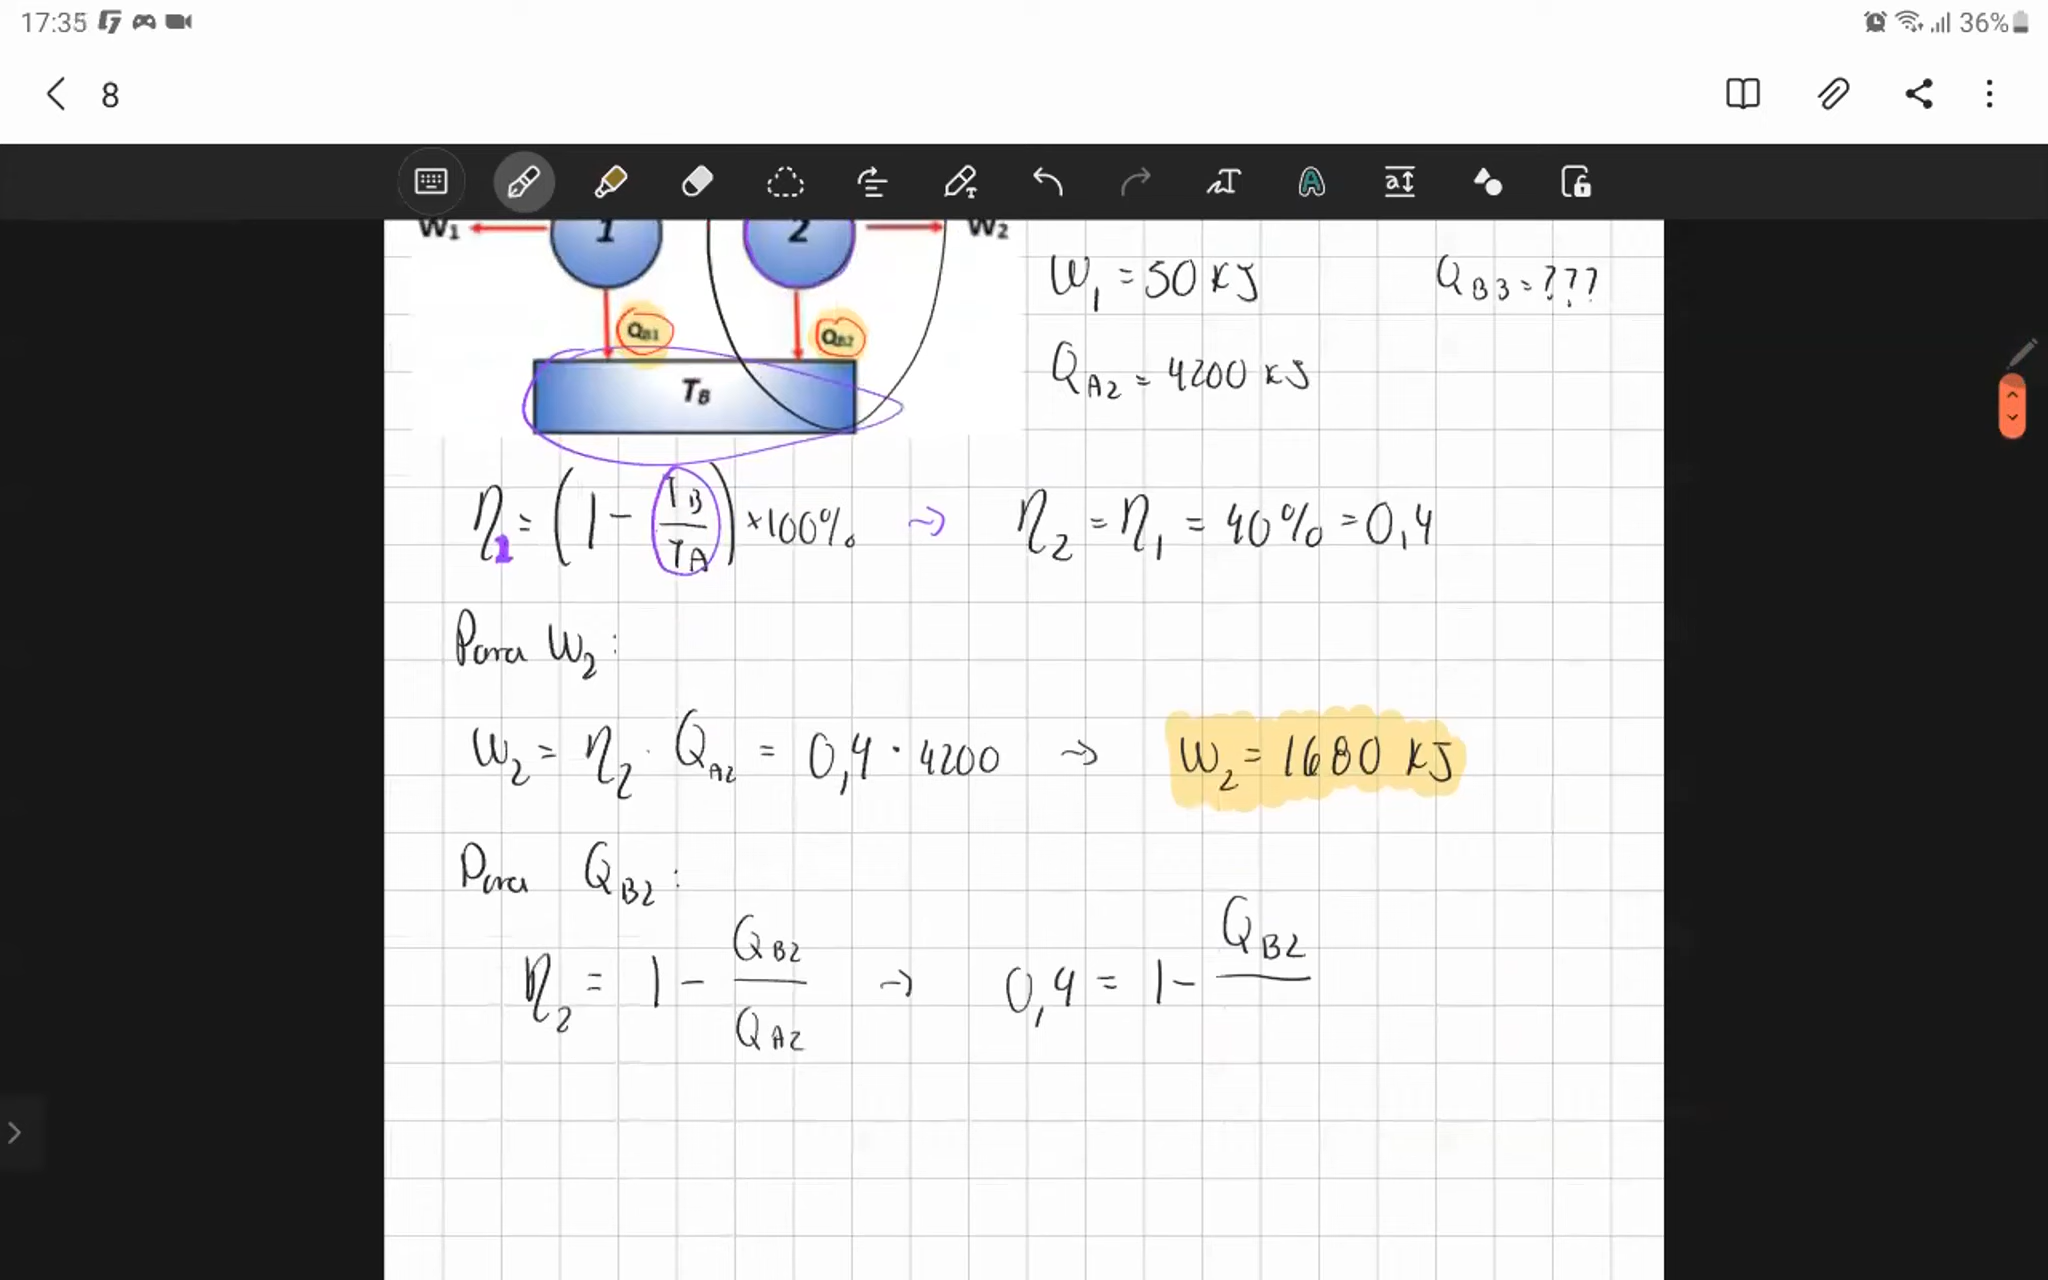 17:35 36%
8
W₁ 1 2 W₂
W₁ = 50 KJ Q_B3 = ???
Q_B1 Q_B2
T_B
Q_A2 = 4200 KJ
η₁ = (1 - T_B/T_A) × 100% → η₂ = η₁ = 40% = 0,4
Para W₂:
W₂ = η₂ · Q_A2 = 0,4 · 4200 → W₂ = 1680 KJ
Para Q_B2:
η₂ = 1 - Q_B2/Q_A2 → 0,4 = 1 - Q_B2